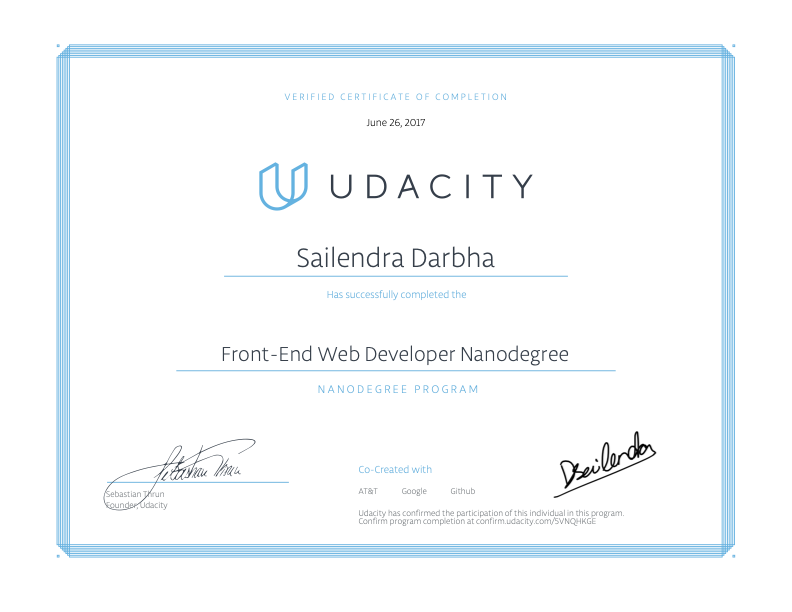 VERIFIED CERTIFICATE OF COMPLETION
June 26, 2017
UDACITY
Sailendra Darbha
Has successfully completed the
Front-End Web Developer Nanodegree
NANODEGREE PROGRAM
Sebastian Thrun
Sebastian Thrun
Founder, Udacity
Co-Created with
AT&T Google Github
Udacity has confirmed the participation of this individual in this program.
Confirm program completion at confirm.udacity.com/5VNQHKGE
DSailendra